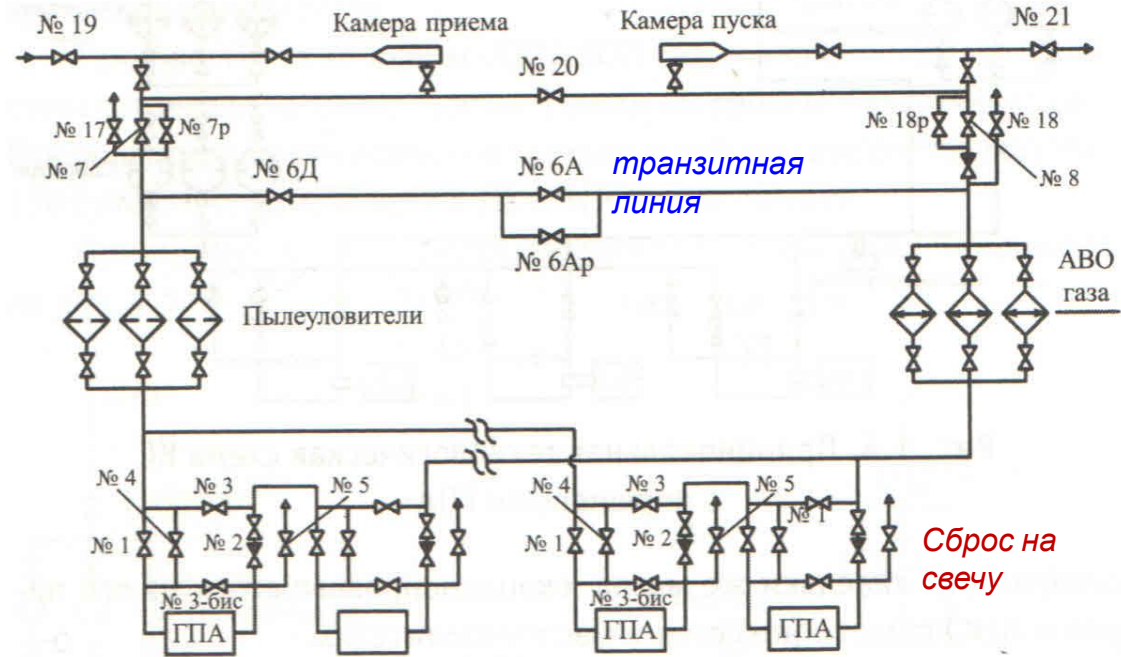 № 19
Камера приема
Камера пуска
№ 21
№ 20
№ 17
№ 7р
№ 18р
№ 18
№ 7
№ 8
№ 6Д
№ 6А
транзитная
линия
№ 6Ар
Пылеуловители
АВО
газа
№ 4
№ 3
№ 5
№ 4
№ 3
№ 5
№ 1
№ 2
№ 1
№ 2
№ 1
Сброс на
свечу
№ 3-бис
№ 3-бис
ГПА
ГПА
ГПА